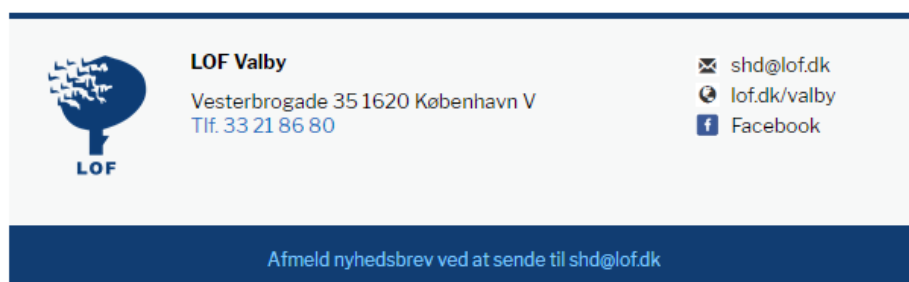 LOF
LOF Valby
Vesterbrogade 35 1620 København V
Tlf. 33 21 86 80
shd@lof.dk
lof.dk/valby
Facebook
Afmeld nyhedsbrev ved at sende til shd@lof.dk